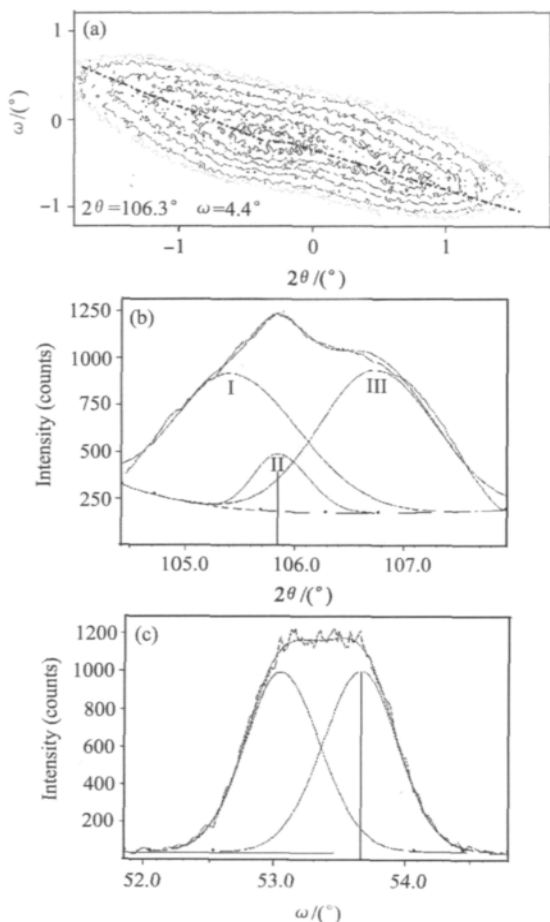 (a)
1
0
−1
ω/(°)
2θ=106.3° ω=4.4°
−1 0 1
2θ/(°)
(b)
1250
1000
750
500
250
Intensity (counts)
I
II
III
105.0 106.0 107.0
2θ/(°)
(c)
1200
1000
800
600
400
200
Intensity (counts)
52.0 53.0 54.0
ω/(°)